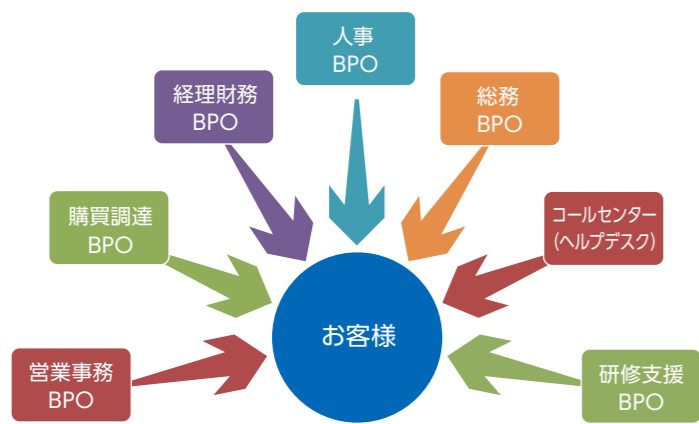 人事
BPO
経理財務
BPO
総務
BPO
購買調達
BPO
コールセンター
(ヘルプデスク)
お客様
営業事務
BPO
研修支援
BPO